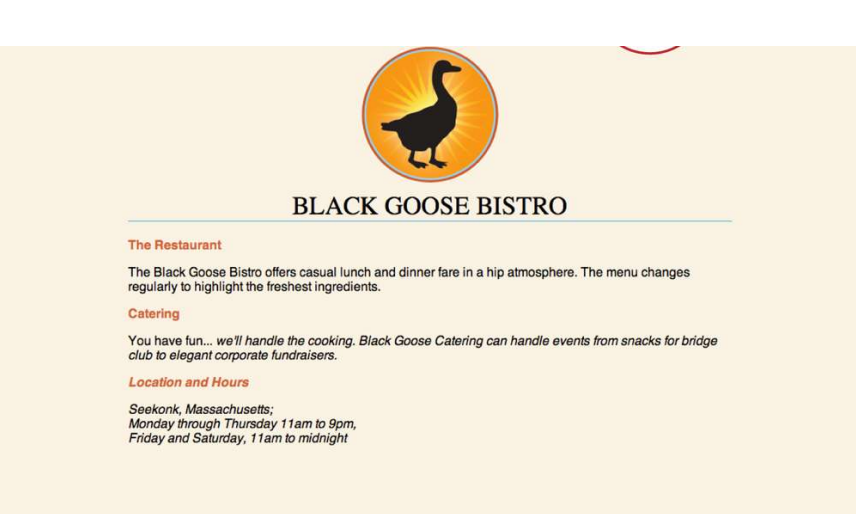 BLACK GOOSE BISTRO
The Restaurant
The Black Goose Bistro offers casual lunch and dinner fare in a hip atmosphere. The menu changes
regularly to highlight the freshest ingredients.
Catering
You have fun... we'll handle the cooking. Black Goose Catering can handle events from snacks for bridge
club to elegant corporate fundraisers.
Location and Hours
Seekonk, Massachusetts;
Monday through Thursday 11am to 9pm,
Friday and Saturday, 11am to midnight